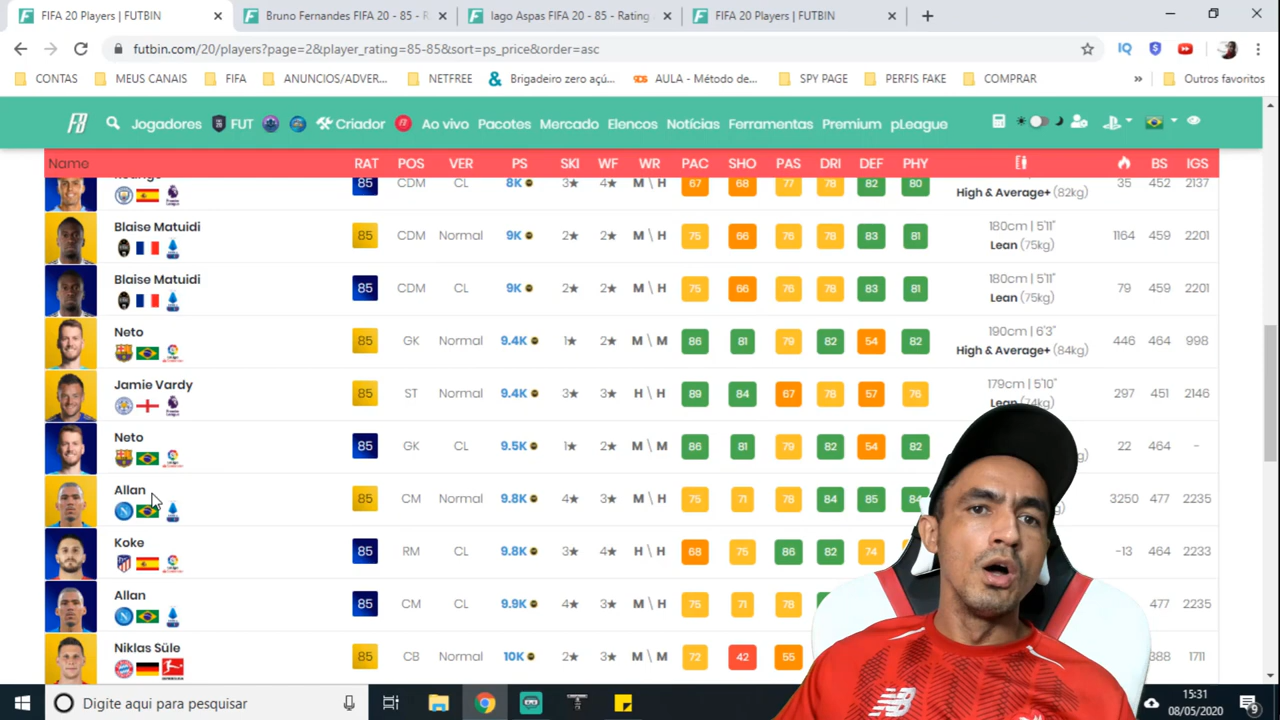 FIFA 20 Players | FUTBIN
Bruno Fernandes FIFA 20 - 85 - R
Iago Aspas FIFA 20 - 85 - Rating
FIFA 20 Players | FUTBIN
futbin.com/20/players?page=2&player_rating=85-85&sort=ps_price&order=asc
IQ
CONTAS MEUS CANAIS FIFA ANUNCIOS/ADVER... NETFREE Brigadeiro zero açú... AULA - Método de... SPY PAGE PERFIS FAKE COMPRAR » Outros favoritos
Jogadores FUT Criador Ao vivo Pacotes Mercado Elencos Notícias Ferramentas Premium pLeague
Name RAT POS VER PS SKI WF WR PAC SHO PAS DRI DEF PHY BS IGS
85 CDM CL 8K 3★ 4★ M \ H 67 68 77 78 82 80 High & Average+ (82kg) 35 452 2137
Blaise Matuidi 85 CDM Normal 9K 2★ 2★ M \ H 75 66 76 78 83 81 180cm | 5'11" Lean (75kg) 1164 459 2201
Blaise Matuidi 85 CDM CL 9K 2★ 2★ M \ H 75 66 76 78 83 81 180cm | 5'11" Lean (75kg) 79 459 2201
Neto 85 GK Normal 9.4K 1★ 2★ M \ M 86 81 79 82 54 82 190cm | 6'3" High & Average+ (84kg) 446 464 998
Jamie Vardy 85 ST Normal 9.4K 3★ 3★ H \ H 89 84 67 78 57 76 179cm | 5'10" Lean (74kg) 297 451 2146
Neto 85 GK CL 9.5K 1★ 2★ M \ M 86 81 79 82 54 82 22 464 -
Allan 85 CM Normal 9.8K 4★ 3★ M \ H 75 71 78 84 85 84 3250 477 2235
Koke 85 RM CL 9.8K 3★ 4★ H \ H 68 75 86 82 74 -13 464 2233
Allan 85 CM CL 9.9K 4★ 3★ M \ H 75 71 78 477 2235
Niklas Süle 85 CB Normal 10K 2★ 3★ M \ M 72 42 55 388 1711
Digite aqui para pesquisar
15:31
08/05/2020
9